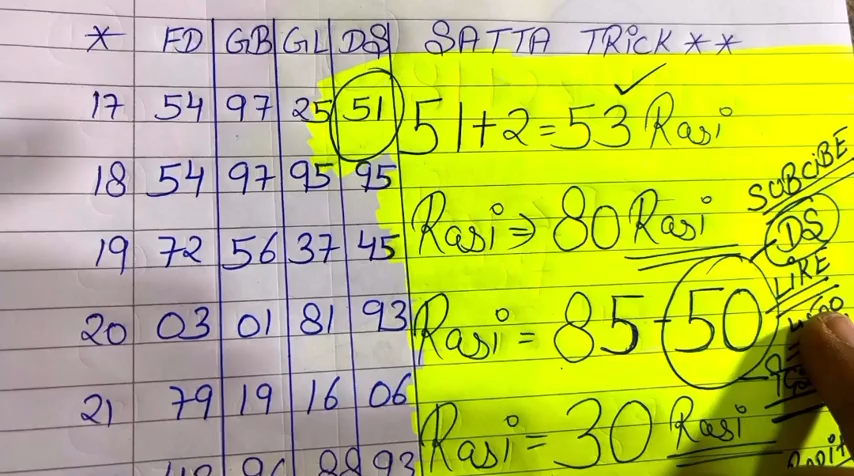 * FD GB GL DS SATTA TRICK **
17 54 97 25 51 51+2=53 Rasi
18 54 97 95 95
Rasi ⇒ 80 Rasi
SUBCIBE
DS
19 72 56 37 45
LIKE
20 03 01 81 93 Rasi = 85-50
21 79 19 16 06
Rasi = 30 Rasi
93